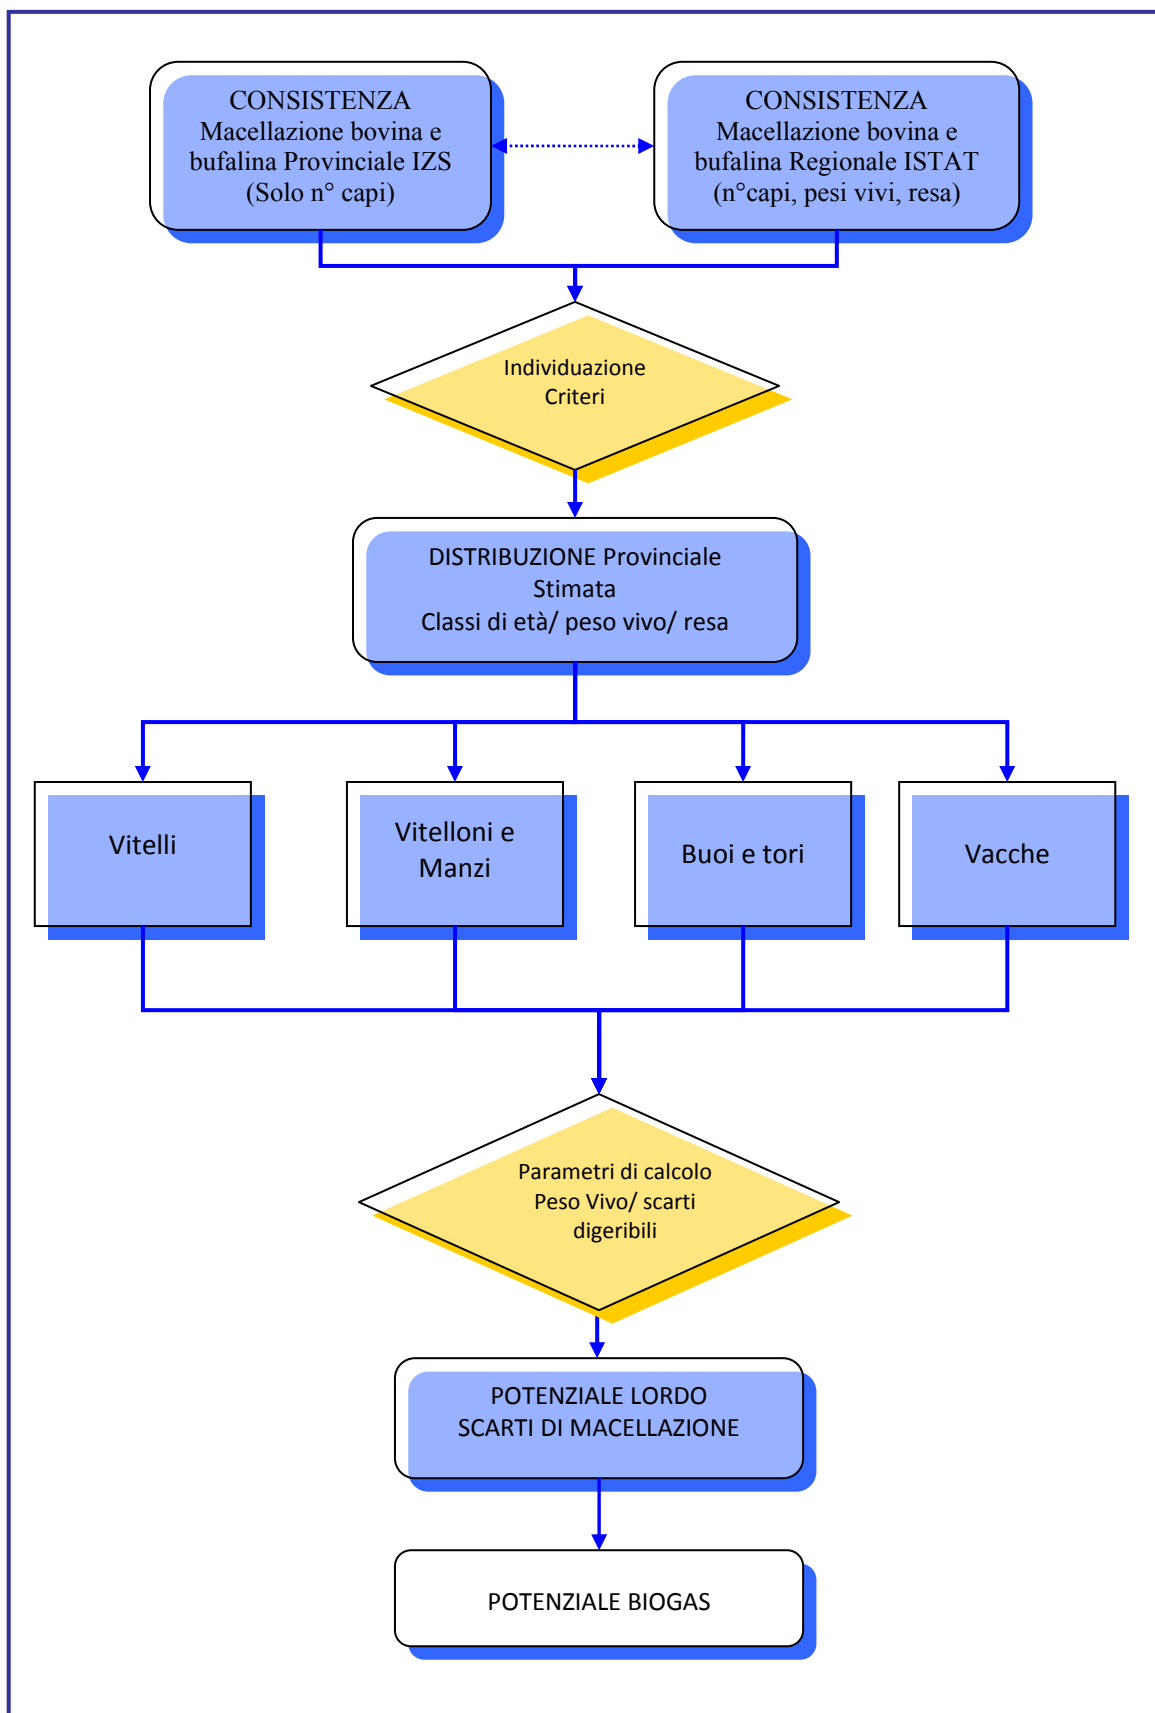 CONSISTENZA
Macellazione bovina e
bufalina Provinciale IZS
(Solo n° capi)
CONSISTENZA
Macellazione bovina e
bufalina Regionale ISTAT
(n°capi, pesi vivi, resa)
Individuazione
Criteri
DISTRIBUZIONE Provinciale
Stimata
Classi di età/ peso vivo/ resa
Vitelli
Vitelloni e
Manzi
Buoi e tori
Vacche
Parametri di calcolo
Peso Vivo/ scarti
digeribili
POTENZIALE LORDO
SCARTI DI MACELLAZIONE
POTENZIALE BIOGAS